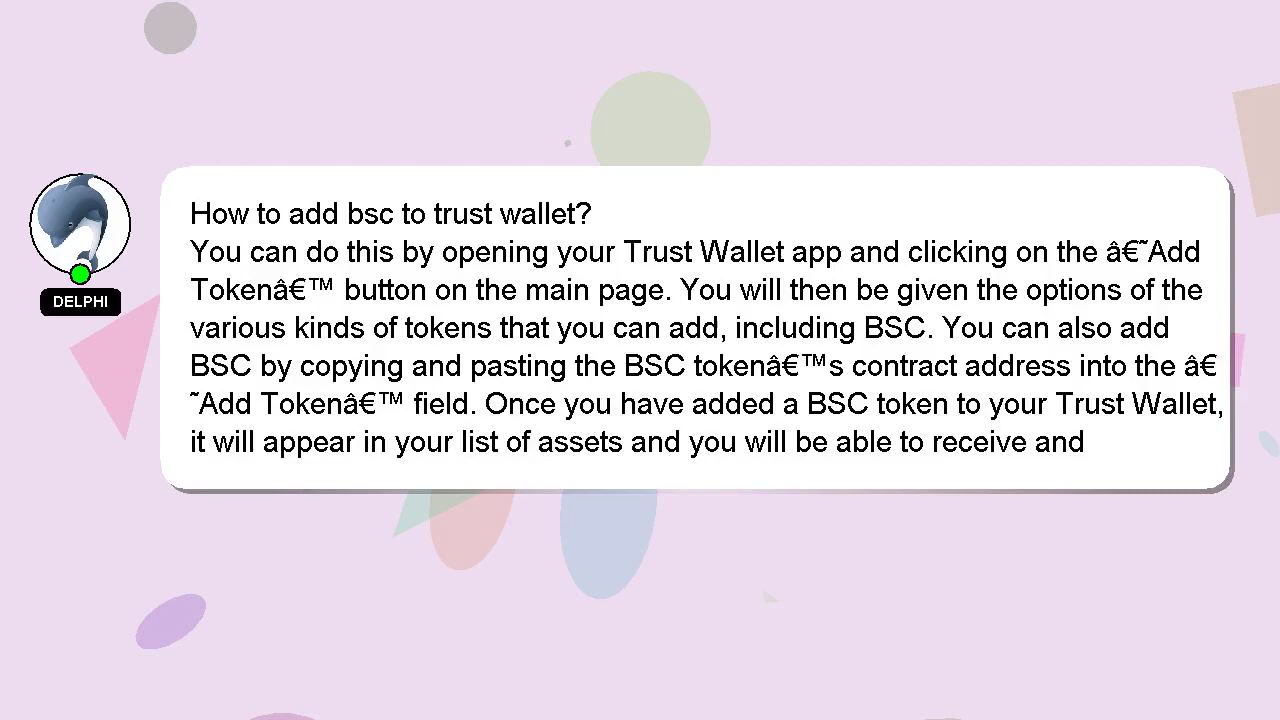 How to add bsc to trust wallet?
You can do this by opening your Trust Wallet app and clicking on the â€˜Add
Tokenâ€™ button on the main page. You will then be given the options of the
various kinds of tokens that you can add, including BSC. You can also add
BSC by copying and pasting the BSC tokenâ€™s contract address into the â€
˜Add Tokenâ€™ field. Once you have added a BSC token to your Trust Wallet,
it will appear in your list of assets and you will be able to receive and
DELPHI